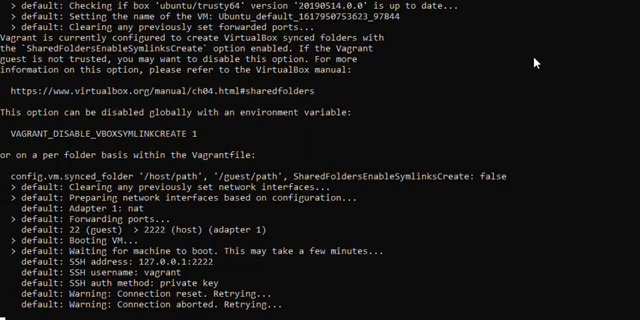 > default: Checking if box 'ubuntu/trusty64' version '20190514.0.0' is up to date...
> default: Setting the name of the VM: Ubuntu_default_1617950753623_97844
> default: Clearing any previously set forwarded ports...
Vagrant is currently configured to create VirtualBox synced folders with
the `SharedFoldersEnableSymlinksCreate` option enabled. If the Vagrant
guest is not trusted, you may want to disable this option. For more
information on this option, please refer to the VirtualBox manual:
https://www.virtualbox.org/manual/ch04.html#sharedfolders
This option can be disabled globally with an environment variable:
VAGRANT_DISABLE_VBOXSYMLINKCREATE 1
or on a per folder basis within the Vagrantfile:
config.vm.synced_folder '/host/path', '/guest/path', SharedFoldersEnableSymlinksCreate: false
> default: Clearing any previously set network interfaces...
> default: Preparing network interfaces based on configuration...
default: Adapter 1: nat
> default: Forwarding ports...
default: 22 (guest) > 2222 (host) (adapter 1)
> default: Booting VM...
> default: Waiting for machine to boot. This may take a few minutes...
default: SSH address: 127.0.0.1:2222
default: SSH username: vagrant
default: SSH auth method: private key
default: Warning: Connection reset. Retrying...
default: Warning: Connection aborted. Retrying...